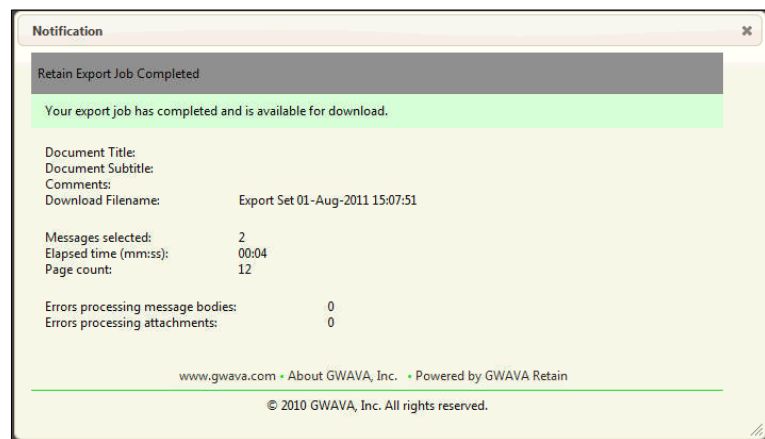 Notification
Retain Export Job Completed
Your export job has completed and is available for download.
Document Title:
Document Subtitle:
Comments:
Download Filename: Export Set 01-Aug-2011 15:07:51
Messages selected: 2
Elapsed time (mm:ss): 00:04
Page count: 12
Errors processing message bodies: 0
Errors processing attachments: 0
www.gwava.com • About GWAVA, Inc. • Powered by GWAVA Retain
© 2010 GWAVA, Inc. All rights reserved.